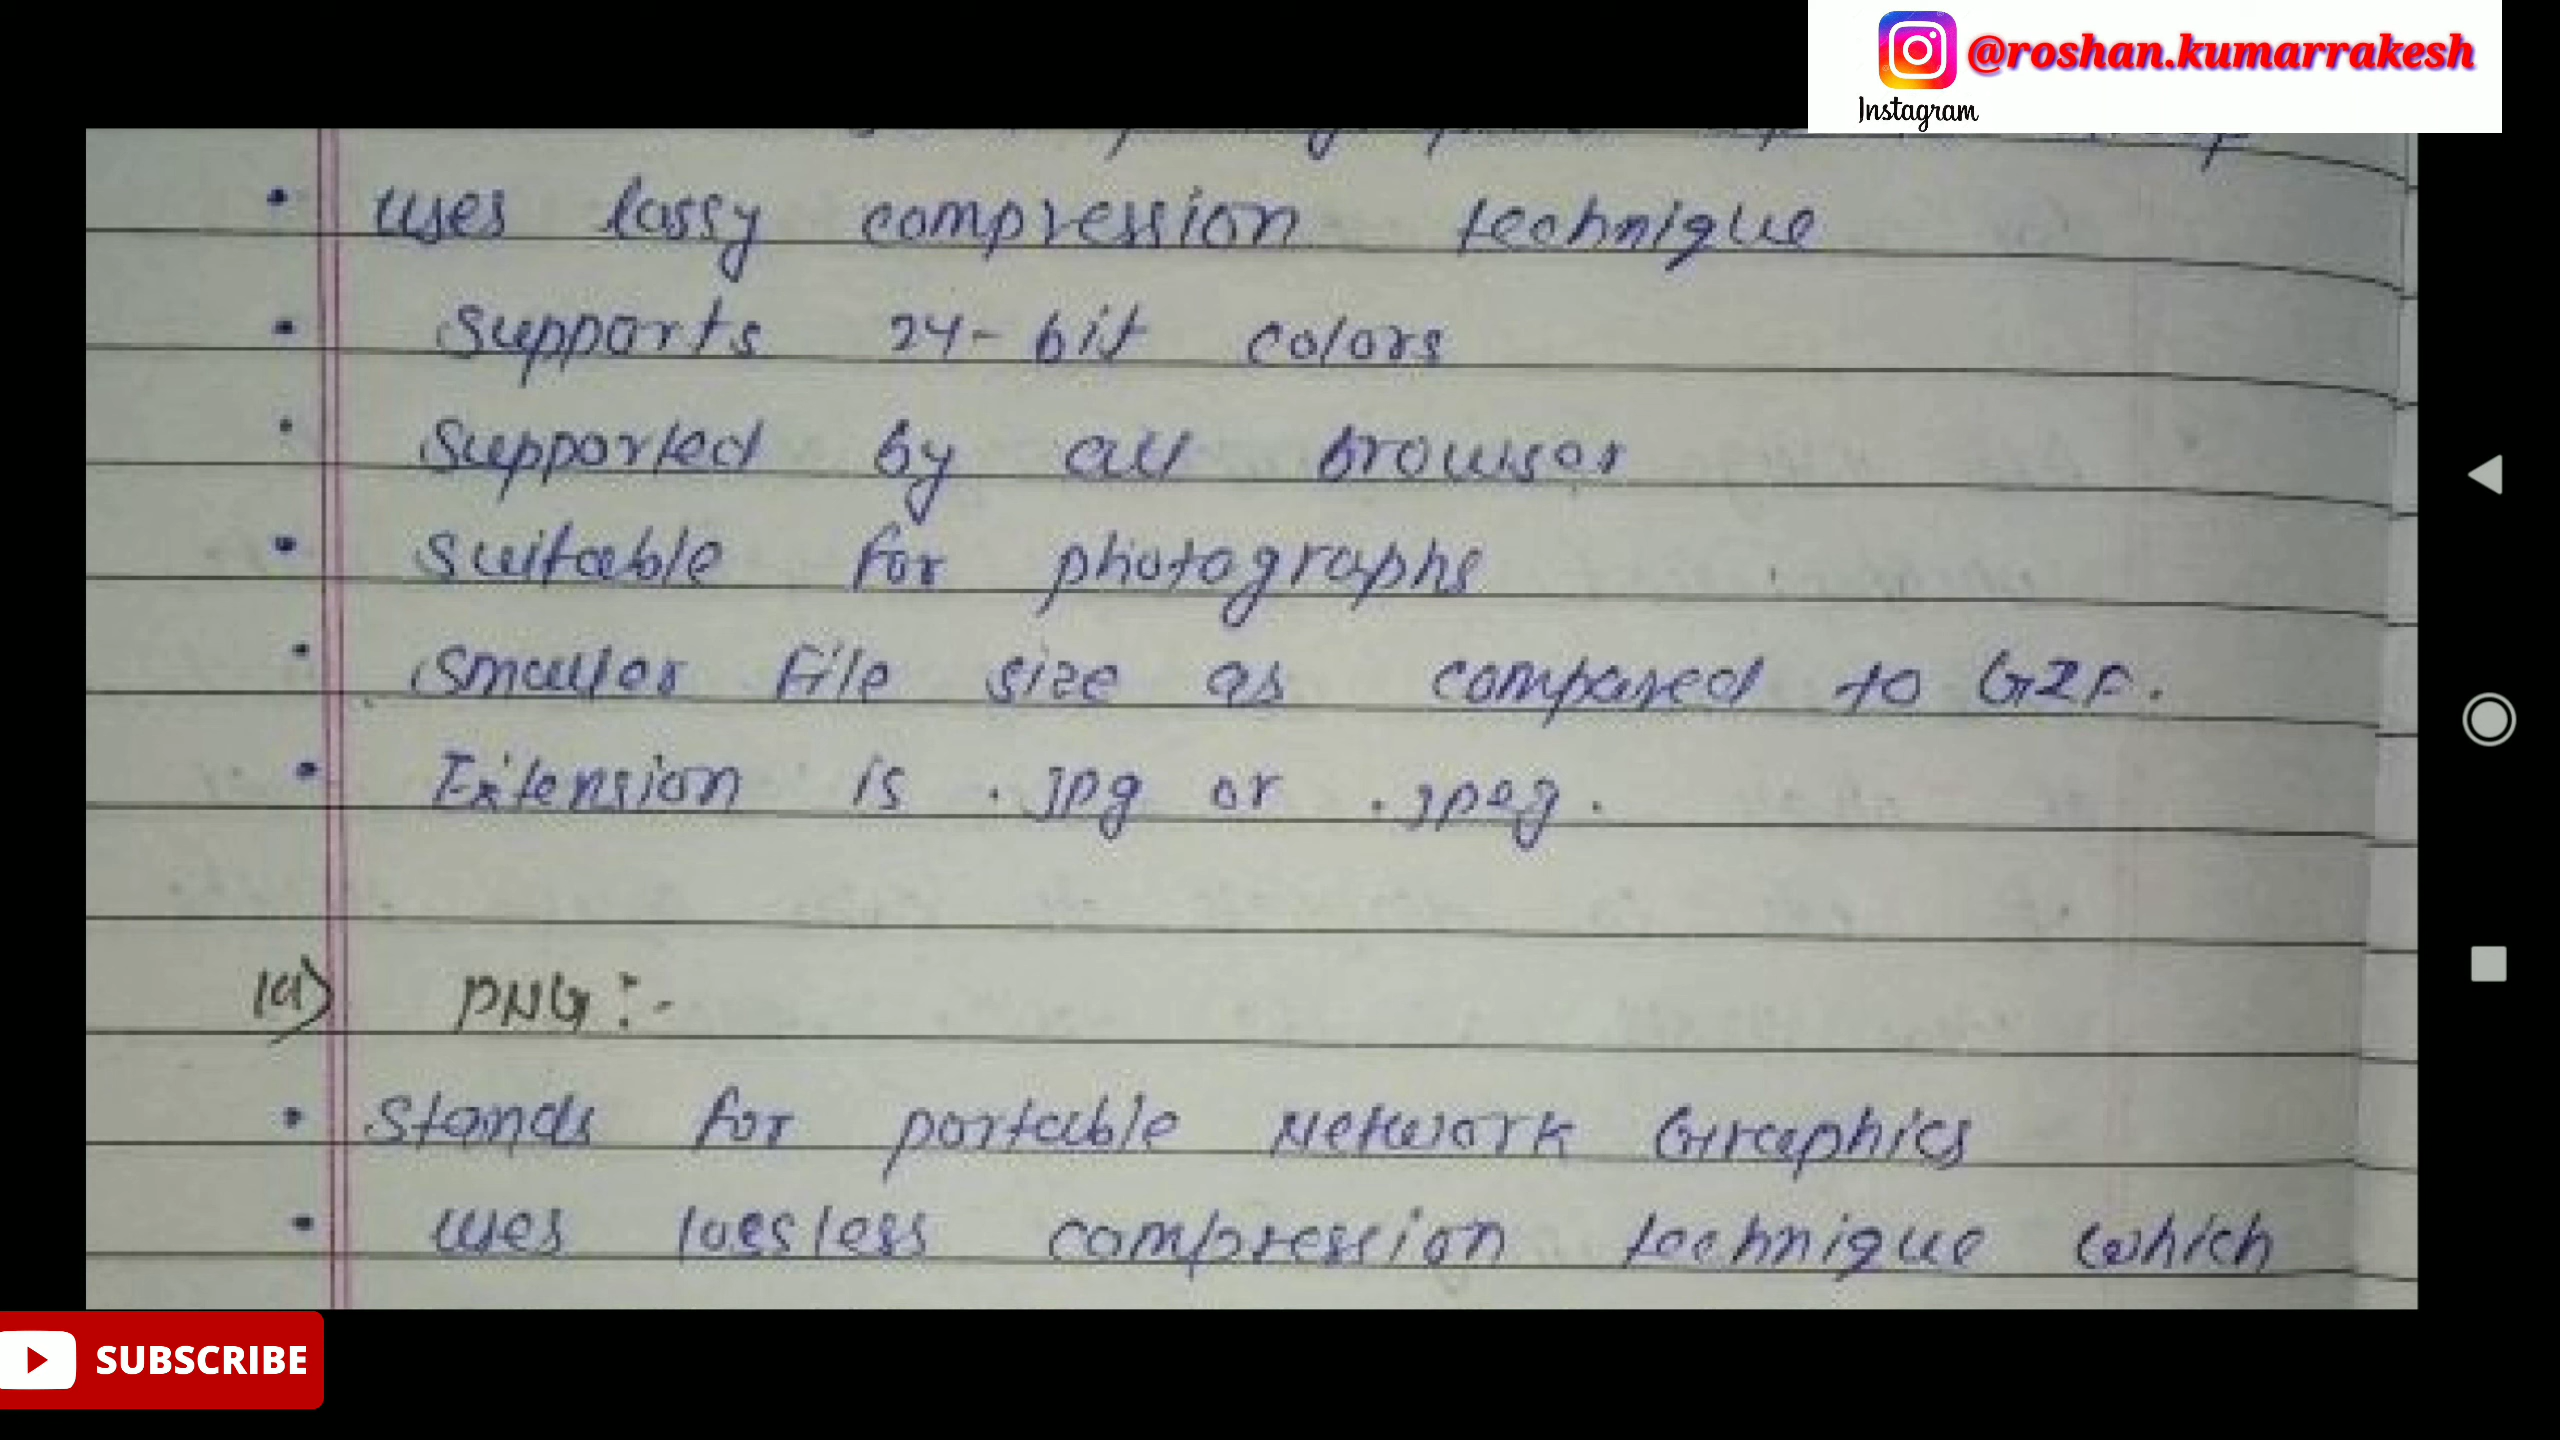 @roshan.kumarrakesh
Instagram
• uses lossy compression technique
• Supports 24-bit colors
• Supported by all browser
• Suitable for photographs
• Smaller file size as compared to GIF.
• Extension is .jpg or .jpeg.
(d) PNG:-
• Stands for portable Network Graphics
• uses lossless compression technique which
SUBSCRIBE